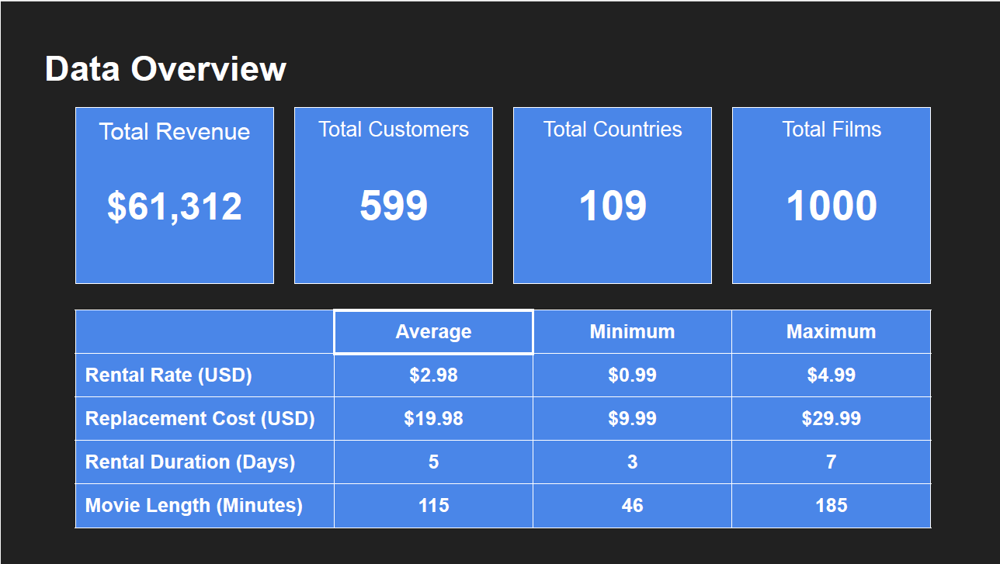 Data Overview
Total Revenue
$61,312
Total Customers
599
Total Countries
109
Total Films
1000
Average Minimum Maximum
Rental Rate (USD) $2.98 $0.99 $4.99
Replacement Cost (USD) $19.98 $9.99 $29.99
Rental Duration (Days) 5 3 7
Movie Length (Minutes) 115 46 185